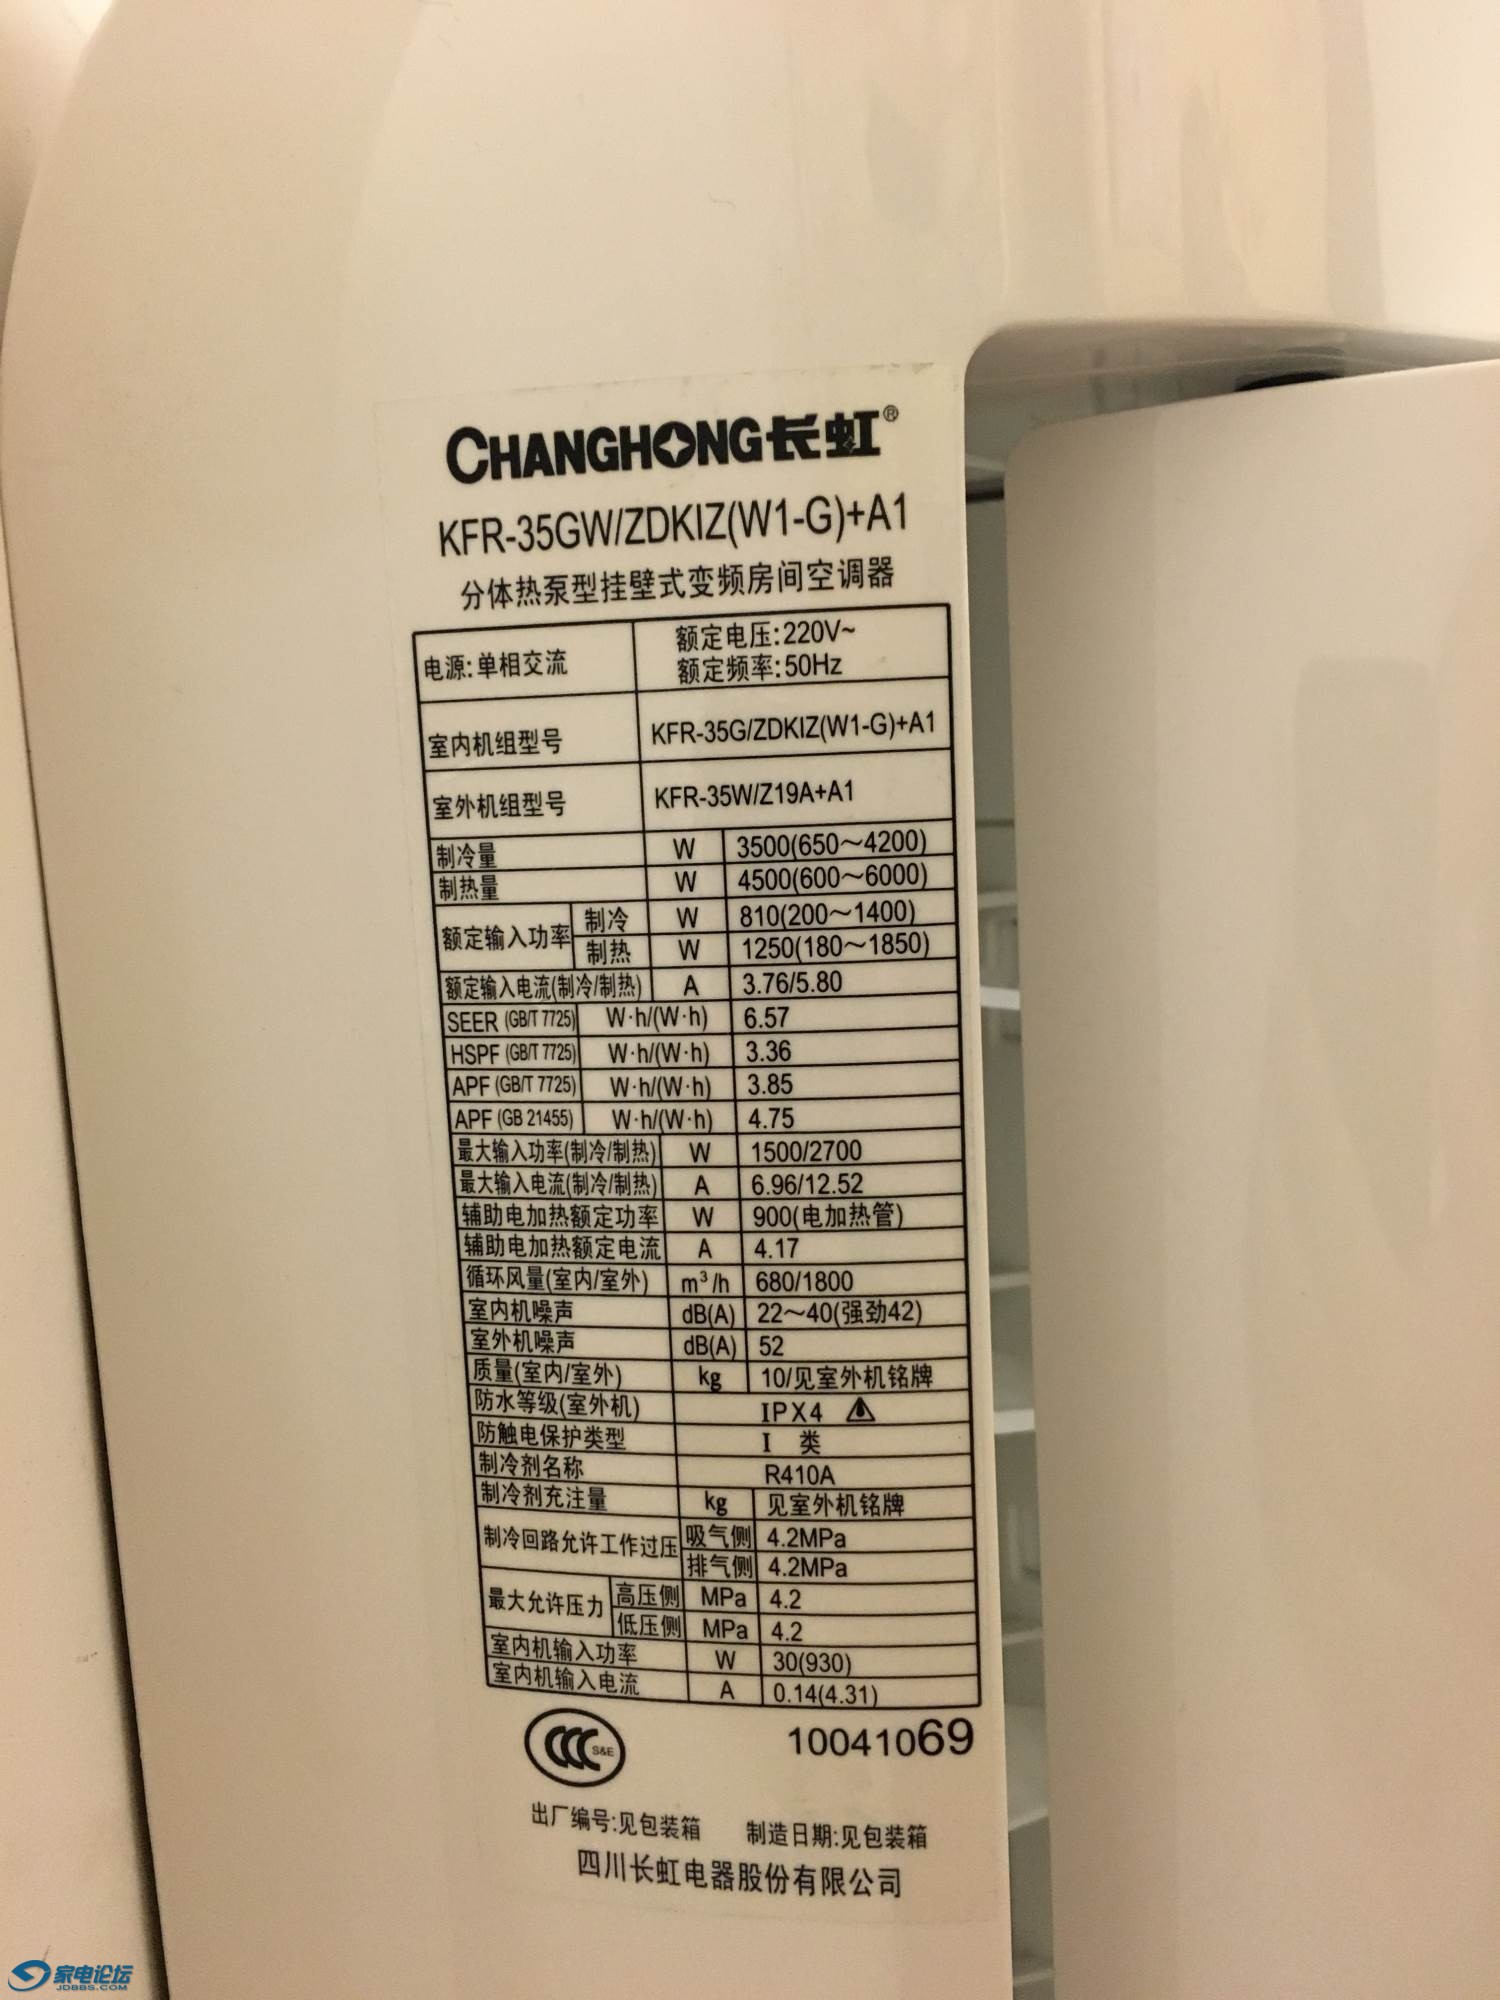 CHANGHONG长虹®
KFR-35GW/ZDKIZ(W1-G)+A1
分体热泵型挂壁式变频房间空调器
电源:单相交流 额定电压:220V~
额定频率:50Hz
室内机组型号 KFR-35G/ZDKIZ(W1-G)+A1
室外机组型号 KFR-35W/Z19A+A1
制冷量 W 3500(650～4200)
制热量 W 4500(600～6000)
额定输入功率 制冷 W 810(200～1400)
制热 W 1250(180～1850)
额定输入电流(制冷/制热) A 3.76/5.80
SEER (GB/T 7725) W·h/(W·h) 6.57
HSPF (GB/T 7725) W·h/(W·h) 3.36
APF (GB/T 7725) W·h/(W·h) 3.85
APF (GB 21455) W·h/(W·h) 4.75
最大输入功率(制冷/制热) W 1500/2700
最大输入电流(制冷/制热) A 6.96/12.52
辅助电加热额定功率 W 900(电加热管)
辅助电加热额定电流 A 4.17
循环风量(室内/室外) m³/h 680/1800
室内机噪声 dB(A) 22～40(强劲42)
室外机噪声 dB(A) 52
质量(室内/室外) kg 10/见室外机铭牌
防水等级(室外机) IPX4
防触电保护类型 I 类
制冷剂名称 R410A
制冷剂充注量 kg 见室外机铭牌
制冷回路允许工作过压 吸气侧 4.2MPa
排气侧 4.2MPa
最大允许压力 高压侧 MPa 4.2
低压侧 MPa 4.2
室内机输入功率 W 30(930)
室内机输入电流 A 0.14(4.31)
CCC S&E 10041069
出厂编号:见包装箱 制造日期:见包装箱
四川长虹电器股份有限公司
家电论坛
JDBBS.COM